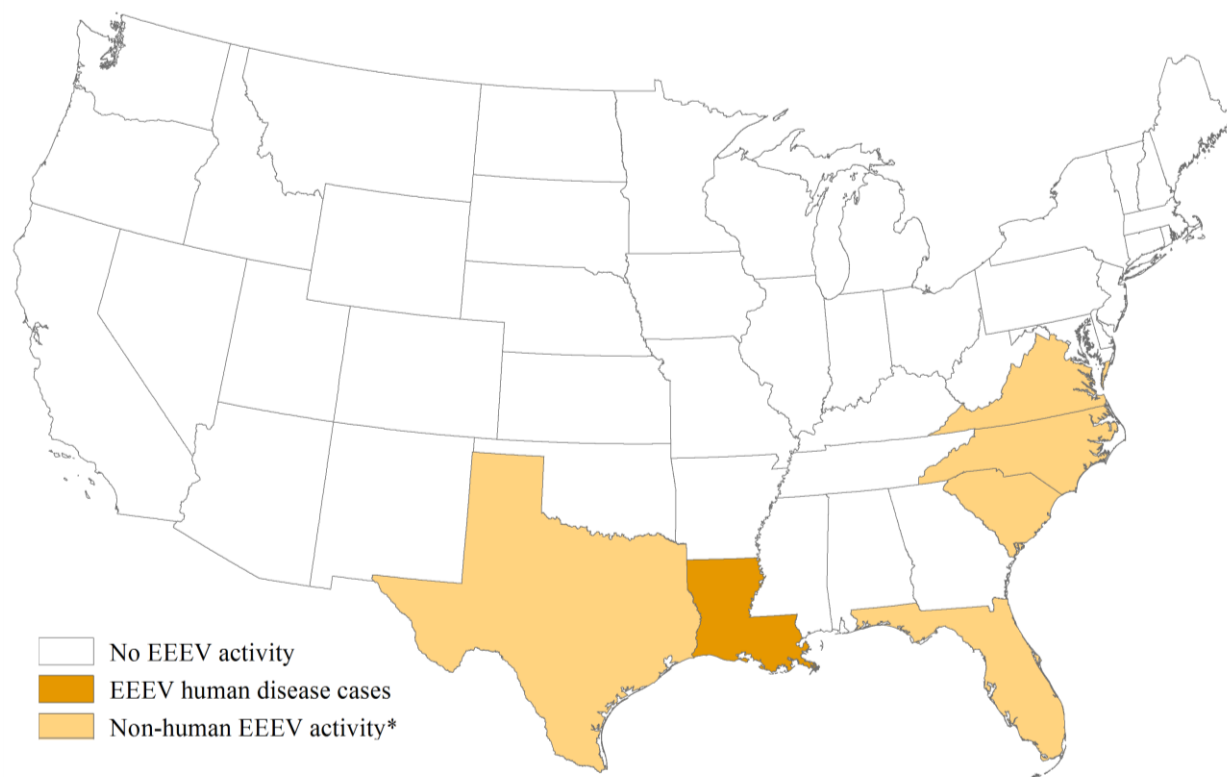 No EEEV activity
EEEV human disease cases
Non-human EEEV activity*